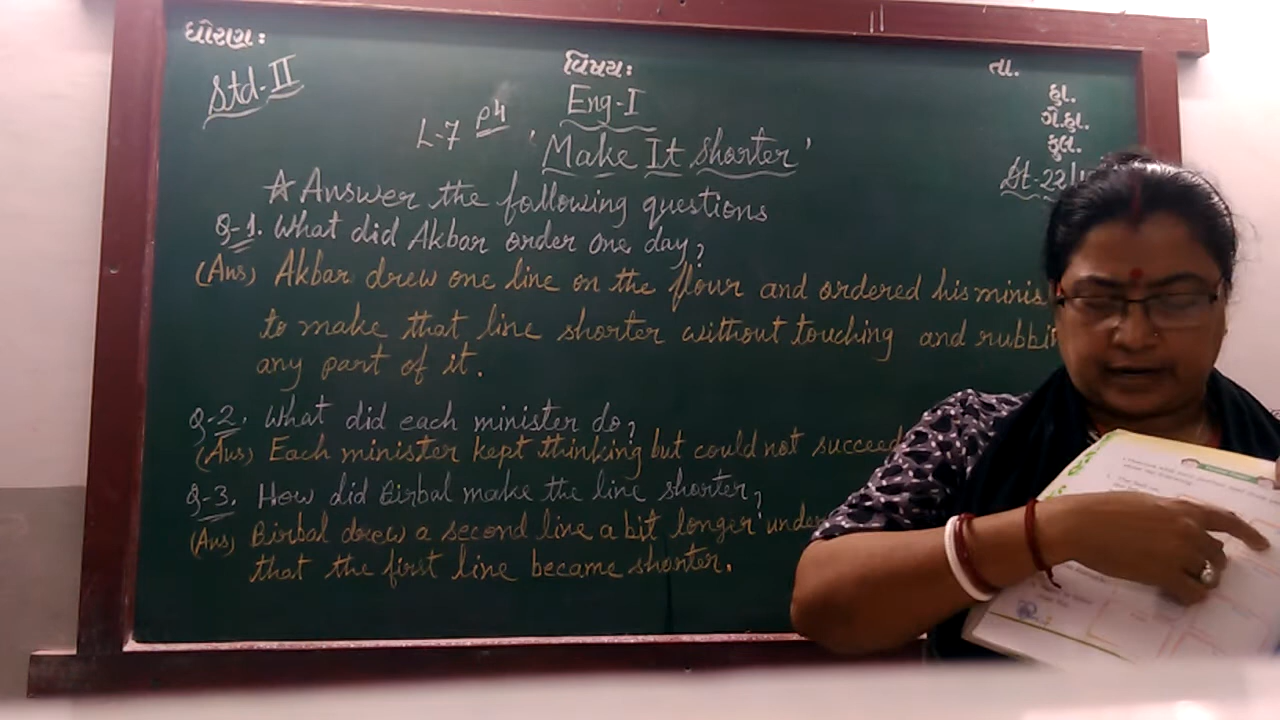 ધોરણ:
Std-II
વિષય:
Eng-I
તા.
હા.
ગે.હા.
કુલ.
L-7 P4 'Make It Shorter'
☆ Answer the following questions
Q-1. What did Akbar order one day?
(Ans) Akbar drew one line on the flour and ordered his minis
to make that line shorter without touching and rubbin
any part of it.
Q-2. What did each minister do?
(Ans) Each minister kept thinking but could not succeed
Q-3. How did Birbal make the line shorter?
(Ans) Birbal drew a second line a bit longer under
that the first line became shorter.